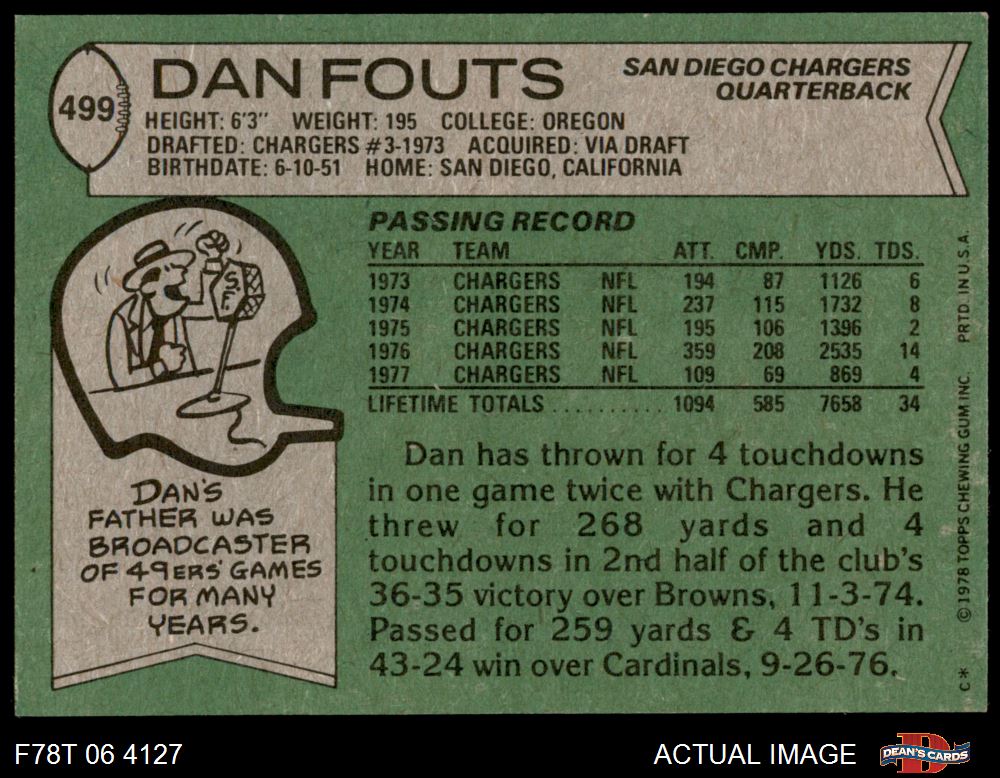 499
DAN FOUTS
SAN DIEGO CHARGERS
QUARTERBACK
HEIGHT: 6'3" WEIGHT: 195 COLLEGE: OREGON
DRAFTED: CHARGERS #3-1973 ACQUIRED: VIA DRAFT
BIRTHDATE: 6-10-51 HOME: SAN DIEGO, CALIFORNIA
S.F.
DAN'S
FATHER WAS
BROADCASTER
OF 49ERS' GAMES
FOR MANY
YEARS.
PASSING RECORD
YEAR TEAM ATT. CMP. YDS. TDS.
1973 CHARGERS NFL 194 87 1126 6
1974 CHARGERS NFL 237 115 1732 8
1975 CHARGERS NFL 195 106 1396 2
1976 CHARGERS NFL 359 208 2535 14
1977 CHARGERS NFL 109 69 869 4
LIFETIME TOTALS .......... 1094 585 7658 34
Dan has thrown for 4 touchdowns
in one game twice with Chargers. He
threw for 268 yards and 4
touchdowns in 2nd half of the club's
36-35 victory over Browns, 11-3-74.
Passed for 259 yards & 4 TD's in
43-24 win over Cardinals, 9-26-76.
C* ©1978 TOPPS CHEWING GUM INC. PRTD. IN U.S.A.
F78T 06 4127
ACTUAL IMAGE
D
DEAN'S CARDS